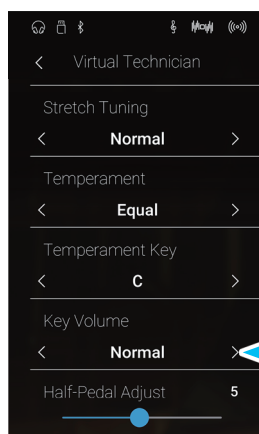 Virtual Technician
Stretch Tuning
Normal
Temperament
Equal
Temperament Key
C
Key Volume
Normal
Half-Pedal Adjust 5